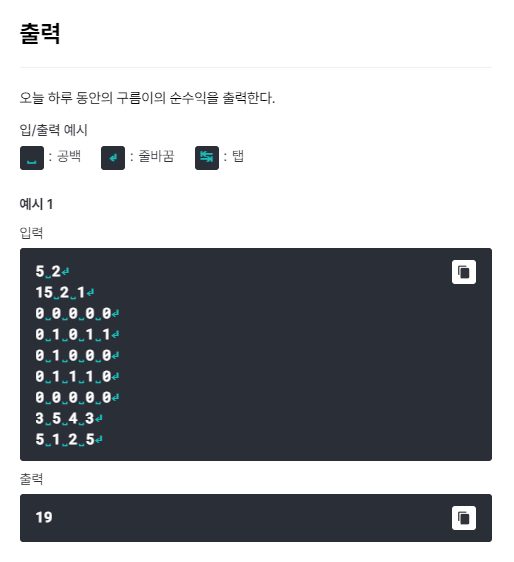 출력
오늘 하루 동안의 구름이의 순수익을 출력한다.
입/출력 예시
␣ : 공백 ↵ : 줄바꿈 ↹ : 탭
예시 1
입력
5␣2↵
15␣2␣1↵
0␣0␣0␣0␣0↵
0␣1␣0␣1␣1↵
0␣1␣0␣0␣0↵
0␣1␣1␣1␣0↵
0␣0␣0␣0␣0↵
3␣5␣4␣3↵
5␣1␣2␣5↵
출력
19